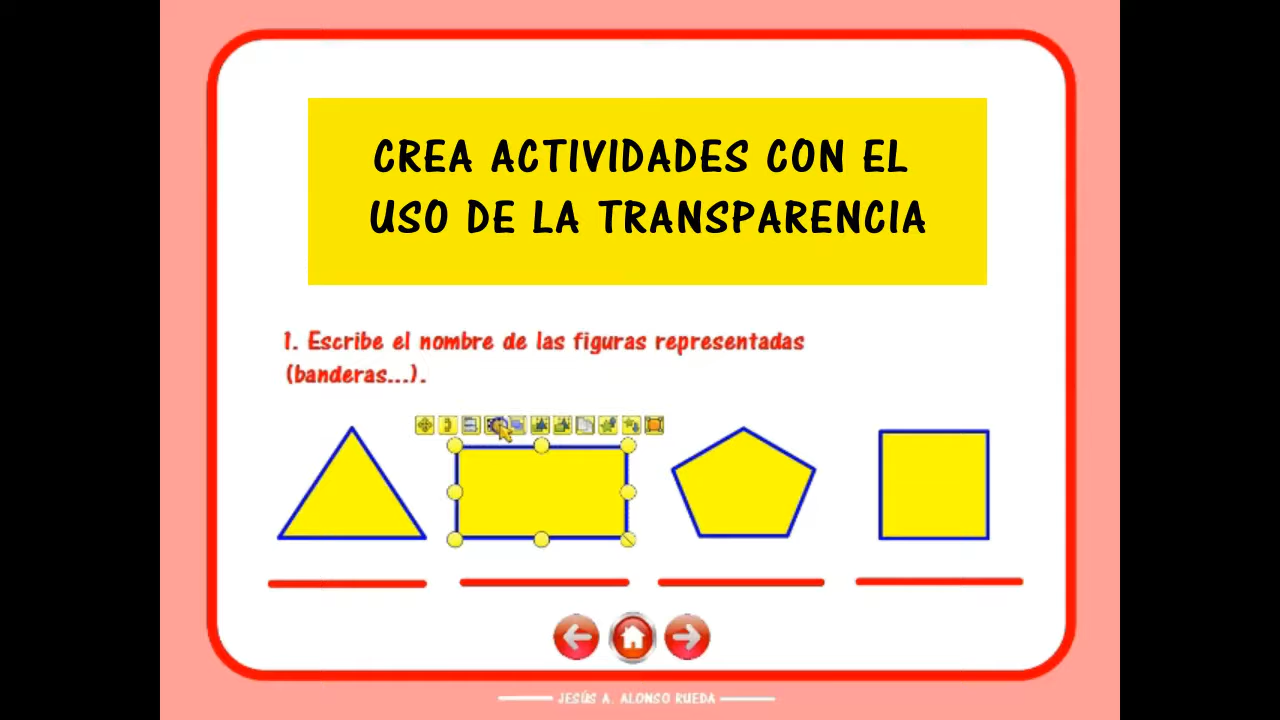 CREA ACTIVIDADES CON EL
USO DE LA TRANSPARENCIA
1. Escribe el nombre de las figuras representadas
(banderas...).
JESÚS A. ALONSO RUEDA